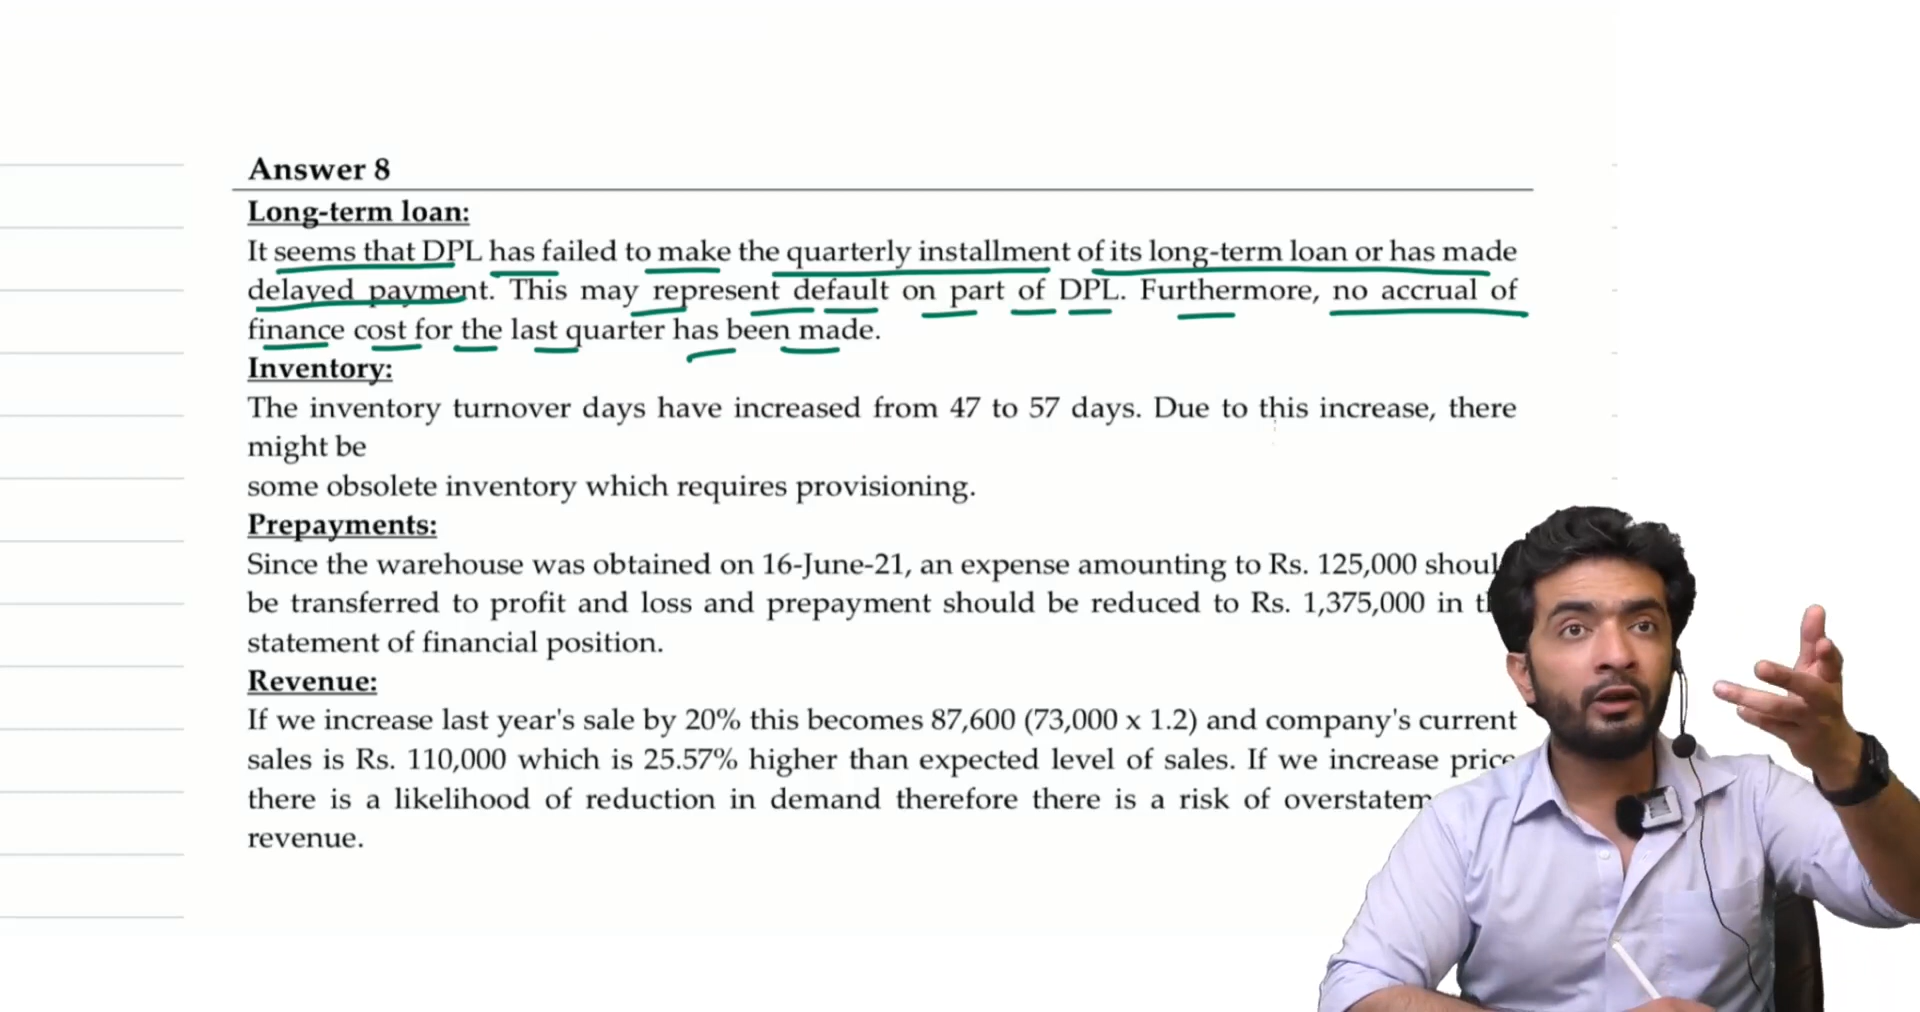 Answer 8
Long-term loan:
It seems that DPL has failed to make the quarterly installment of its long-term loan or has made
delayed payment. This may represent default on part of DPL. Furthermore, no accrual of
finance cost for the last quarter has been made.
Inventory:
The inventory turnover days have increased from 47 to 57 days. Due to this increase, there
might be
some obsolete inventory which requires provisioning.
Prepayments:
Since the warehouse was obtained on 16-June-21, an expense amounting to Rs. 125,000 shoul
be transferred to profit and loss and prepayment should be reduced to Rs. 1,375,000 in
statement of financial position.
Revenue:
If we increase last year's sale by 20% this becomes 87,600 (73,000 x 1.2) and company's current
sales is Rs. 110,000 which is 25.57% higher than expected level of sales. If we increase price
there is a likelihood of reduction in demand therefore there is a risk of overstatem
revenue.